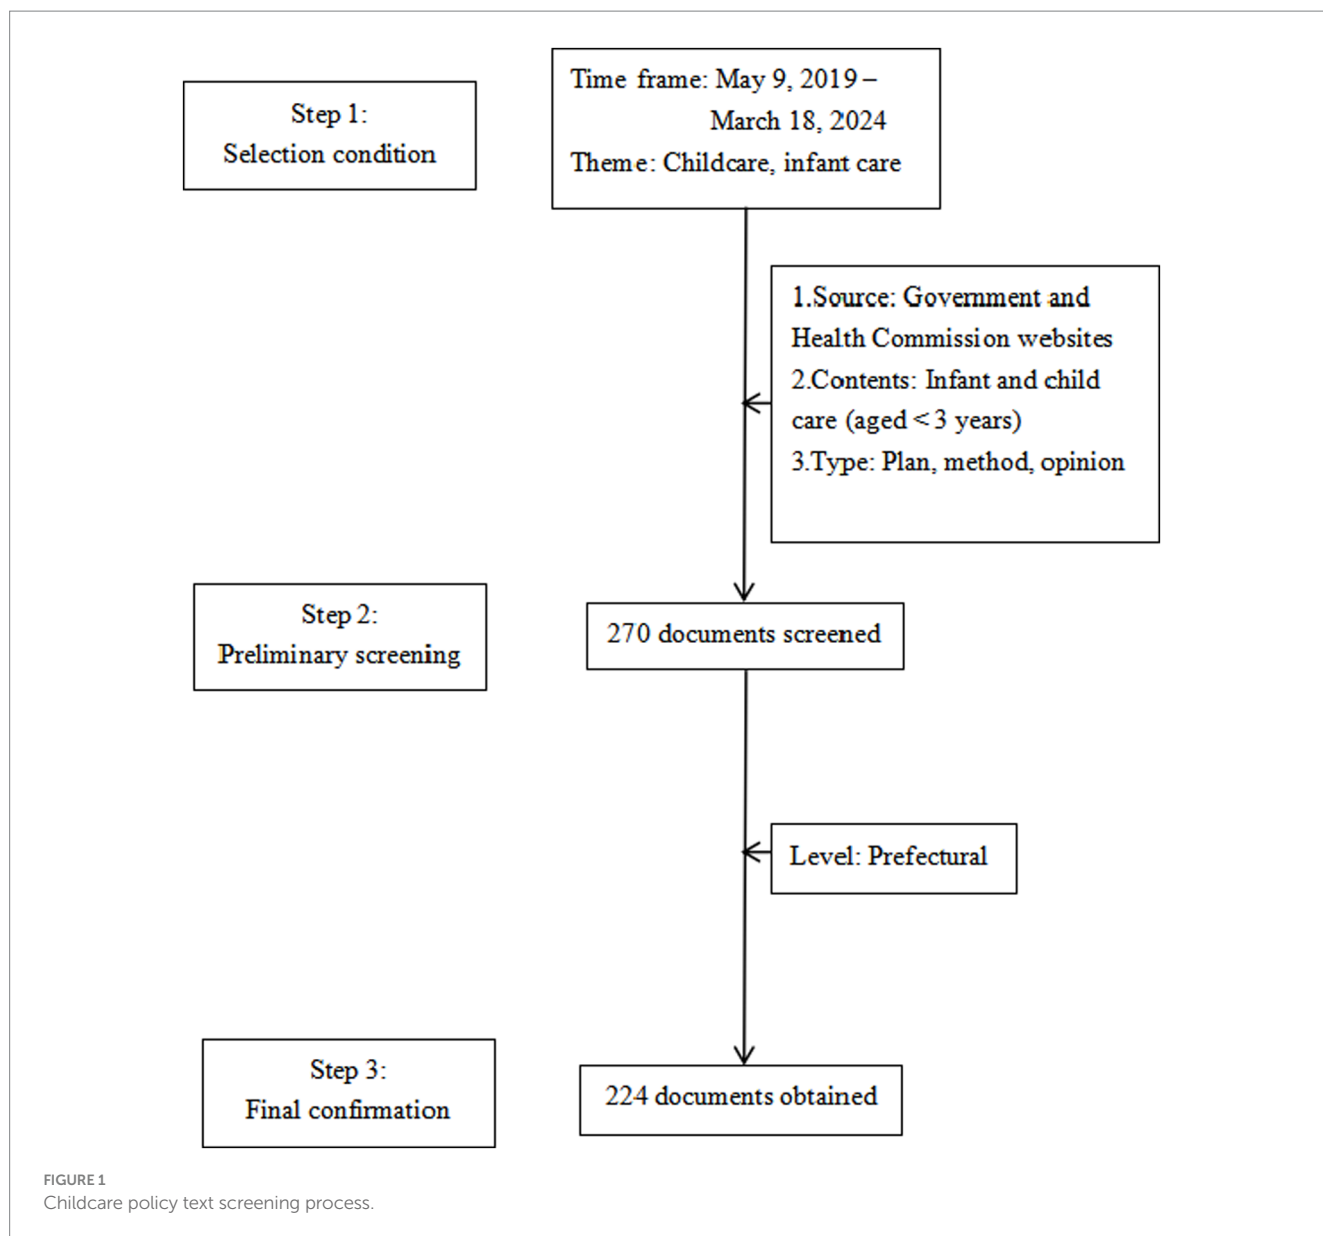 Step 1:
Selection condition
Time frame: May 9, 2019 –
March 18, 2024
Theme: Childcare, infant care
1.Source: Government and
Health Commission websites
2.Contents: Infant and child
care (aged < 3 years)
3.Type: Plan, method, opinion
Step 2:
Preliminary screening
270 documents screened
Level: Prefectural
Step 3:
Final confirmation
224 documents obtained
FIGURE 1
Childcare policy text screening process.